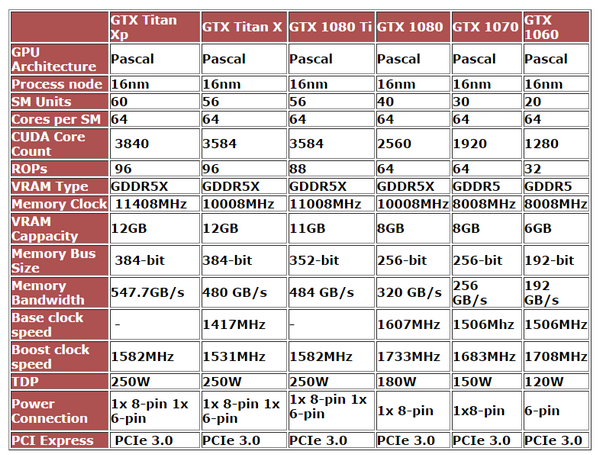 GTX Titan Xp GTX Titan X GTX 1080 Ti GTX 1080 GTX 1070 GTX 1060
GPU Architecture Pascal Pascal Pascal Pascal Pascal Pascal
Process node 16nm 16nm 16nm 16nm 16nm 16nm
SM Units 60 56 56 40 30 20
Cores per SM 64 64 64 64 64 64
CUDA Core Count 3840 3584 3584 2560 1920 1280
ROPs 96 96 88 64 64 32
VRAM Type GDDR5X GDDR5X GDDR5X GDDR5X GDDR5 GDDR5
Memory Clock 11408MHz 10008MHz 11008MHz 10008MHz 8008MHz 8008MHz
VRAM Cappacity 12GB 12GB 11GB 8GB 8GB 6GB
Memory Bus Size 384-bit 384-bit 352-bit 256-bit 256-bit 192-bit
Memory Bandwidth 547.7GB/s 480 GB/s 484 GB/s 320 GB/s 256 GB/s 192 GB/s
Base clock speed - 1417MHz - 1607MHz 1506Mhz 1506MHz
Boost clock speed 1582MHz 1531MHz 1582MHz 1733MHz 1683MHz 1708MHz
TDP 250W 250W 250W 180W 150W 120W
Power Connection 1x 8-pin 1x 6-pin 1x 8-pin 1x 6-pin 1x 8-pin 1x 6-pin 1x 8-pin 1x8-pin 6-pin
PCI Express PCIe 3.0 PCIe 3.0 PCIe 3.0 PCIe 3.0 PCIe 3.0 PCIe 3.0